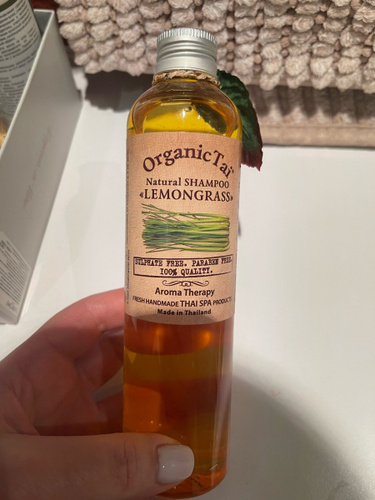 OrganicTai
Natural SHAMPOO
«LEMONGRASS»
SULPHATE FREE. PARABEN FREE.
100% QUALITY.
Aroma Therapy
FRESH HANDMADE THAI SPA PRODUCTS
Made in Thailand